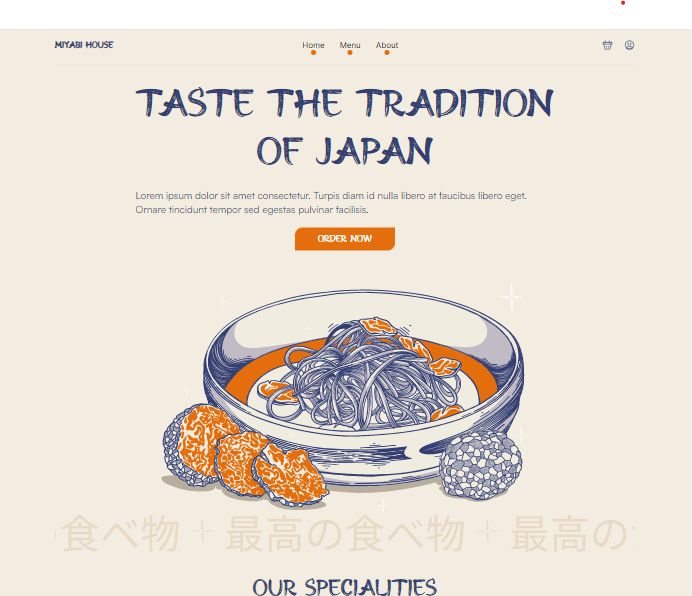 MIYABI HOUSE
Home Menu About
TASTE THE TRADITION
OF JAPAN
Lorem ipsum dolor sit amet consectetur. Turpis diam id nulla libero at faucibus libero eget.
Ornare tincidunt tempor sed egestas pulvinar facilisis.
ORDER NOW
食べ物 最高の食べ物 最高の
OUR SPECIALITIES